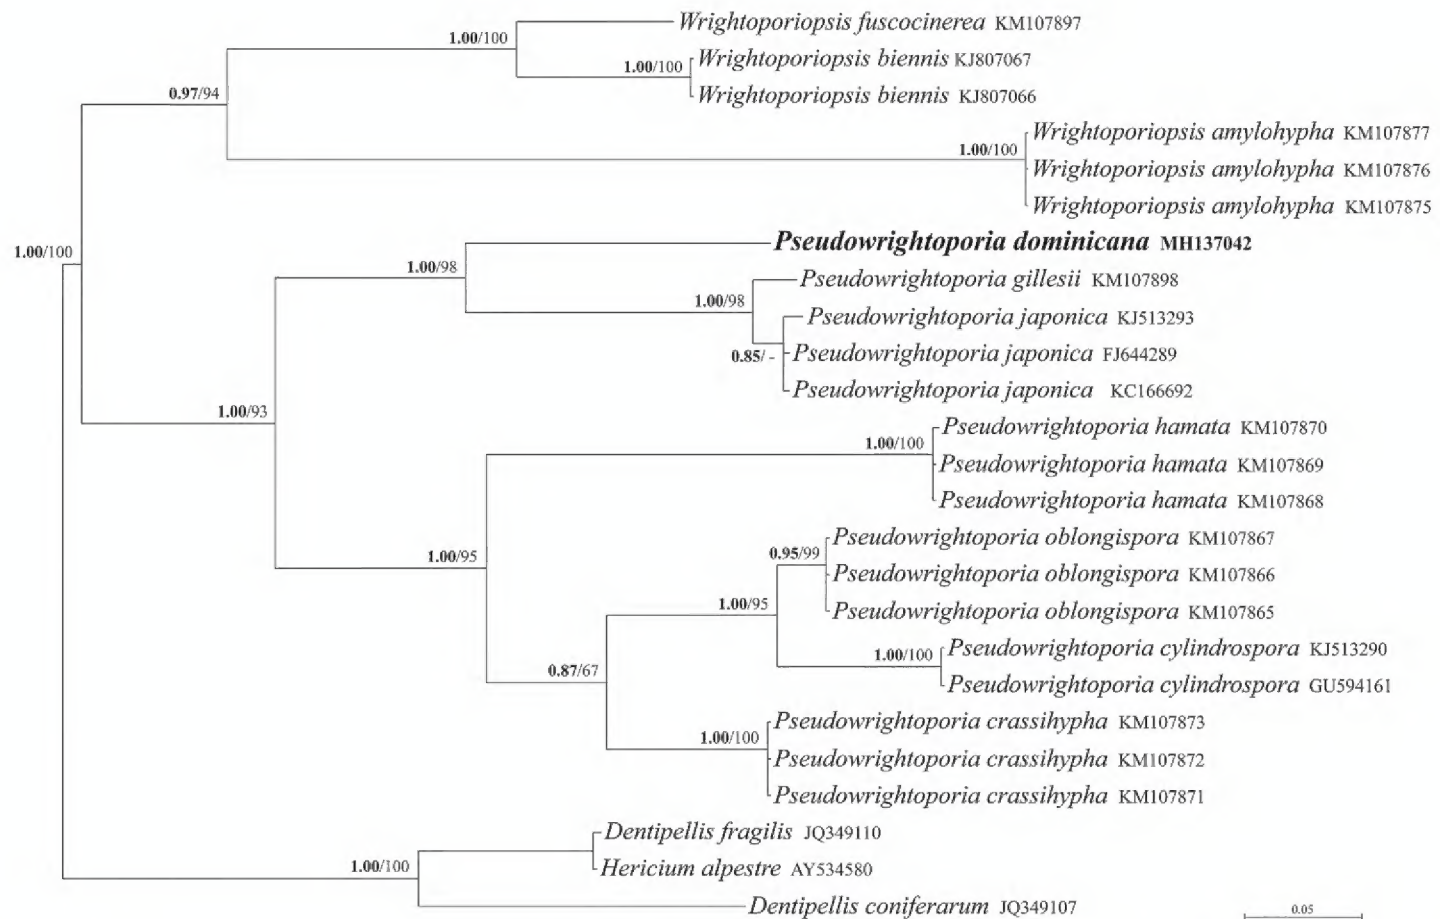 Wrightoporiopsis fuscocinerea KM107897
1.00/100
Wrightoporiopsis biennis KJ807067
1.00/100
Wrightoporiopsis biennis KJ807066
0.97/94
Wrightoporiopsis amylohypha KM107877
1.00/100
Wrightoporiopsis amylohypha KM107876
Wrightoporiopsis amylohypha KM107875
1.00/100
Pseudowrightoporia dominicana MH137042
1.00/98
Pseudowrightoporia gillesii KM107898
1.00/98
Pseudowrightoporia japonica KJ513293
0.85/ -
Pseudowrightoporia japonica FJ644289
Pseudowrightoporia japonica KC166692
1.00/93
Pseudowrightoporia hamata KM107870
1.00/100
Pseudowrightoporia hamata KM107869
Pseudowrightoporia hamata KM107868
1.00/95
Pseudowrightoporia oblongispora KM107867
0.95/99
Pseudowrightoporia oblongispora KM107866
1.00/95
Pseudowrightoporia oblongispora KM107865
Pseudowrightoporia cylindrospora KJ513290
1.00/100
0.87/67
Pseudowrightoporia cylindrospora GU594161
Pseudowrightoporia crassihypha KM107873
1.00/100
Pseudowrightoporia crassihypha KM107872
Pseudowrightoporia crassihypha KM107871
Dentipellis fragilis JQ349110
1.00/100
Hericium alpestre AY534580
Dentipellis coniferarum JQ349107
0.05